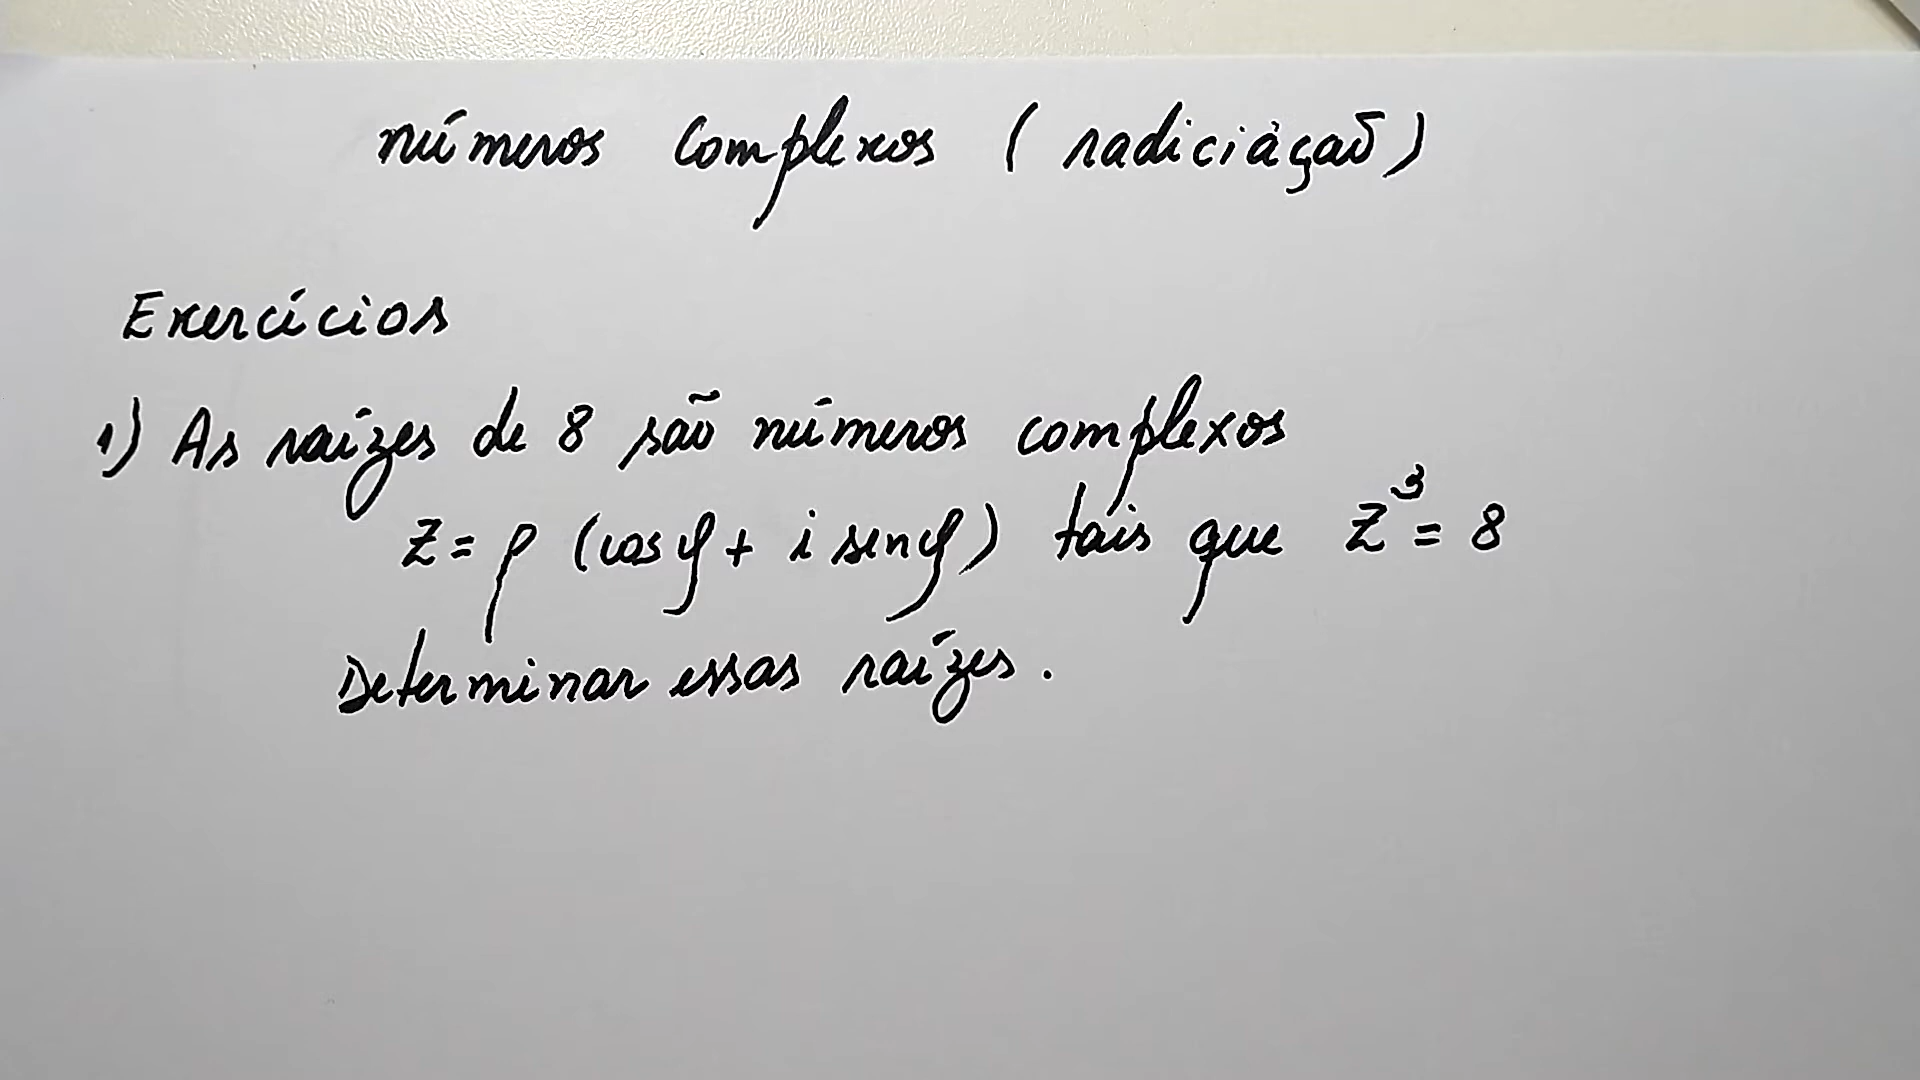 números complexos (radiciação)
Exercícios
1) As raízes de 8 são números complexos
z = ρ (cos φ + i sen φ) tais que z³ = 8
Determinar essas raízes.